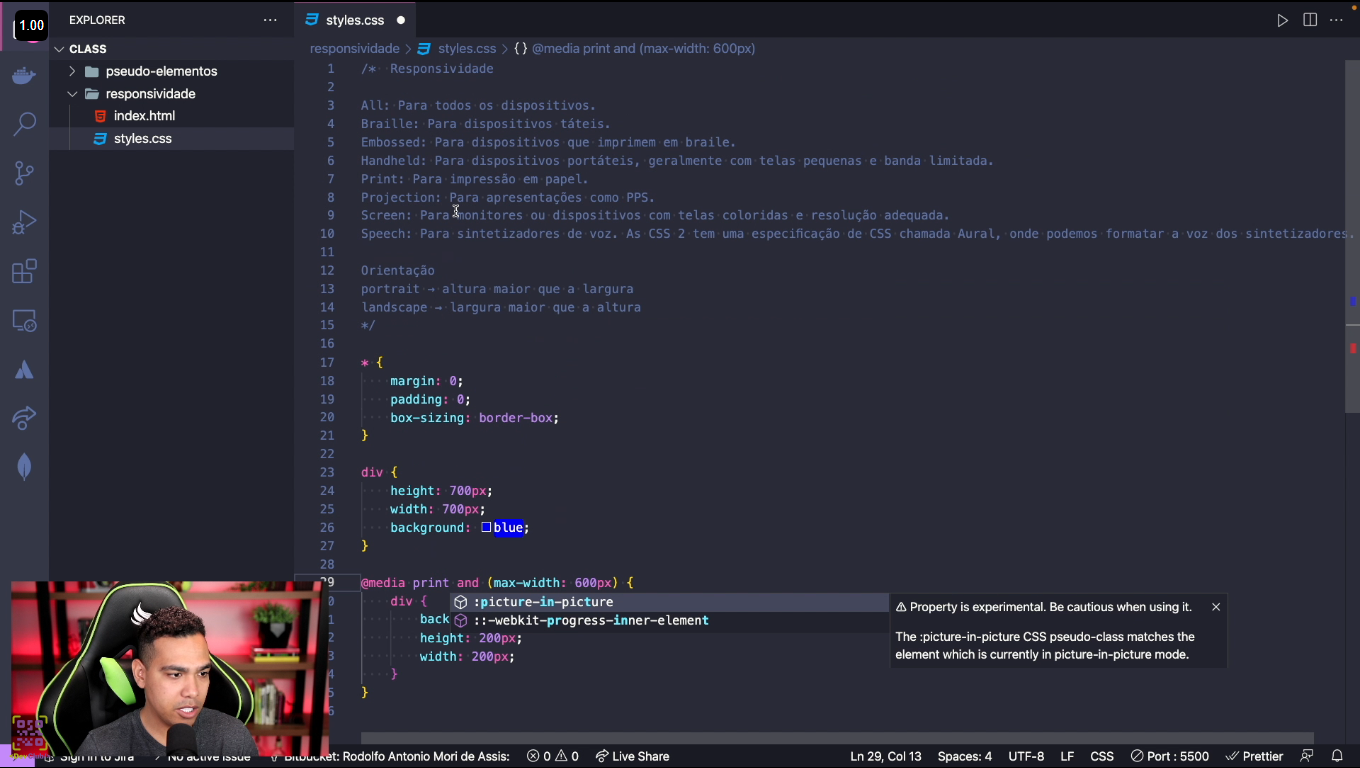 1.00
EXPLORER
CLASS
pseudo-elementos
responsividade
index.html
styles.css
styles.css
responsividade > styles.css > {} @media print and (max-width: 600px)
1 /* Responsividade
2
3 All: Para todos os dispositivos.
4 Braille: Para dispositivos táteis.
5 Embossed: Para dispositivos que imprimem em braile.
6 Handheld: Para dispositivos portáteis, geralmente com telas pequenas e banda limitada.
7 Print: Para impressão em papel.
8 Projection: Para apresentações como PPS.
9 Screen: Para monitores ou dispositivos com telas coloridas e resolução adequada.
10 Speech: Para sintetizadores de voz. As CSS 2 tem uma especificação de CSS chamada Aural, onde podemos formatar a voz dos sintetizadores.
11
12 Orientação
13 portrait → altura maior que a largura
14 landscape → largura maior que a altura
15 */
16
17 * {
18 margin: 0;
19 padding: 0;
20 box-sizing: border-box;
21 }
22
23 div {
24 height: 700px;
25 width: 700px;
26 background: blue;
27 }
28
29 @media print and (max-width: 600px) {
div {
back
height: 200px;
width: 200px;
}
}
:picture-in-picture
::-webkit-progress-inner-element
⚠ Property is experimental. Be cautious when using it.
The :picture-in-picture CSS pseudo-class matches the
element which is currently in picture-in-picture mode.
Sign in to Jira
No active issue
Bitbucket: Rodolfo Antonio Mori de Assis:
0 0
Live Share
Ln 29, Col 13
Spaces: 4
UTF-8
LF
CSS
Port : 5500
Prettier